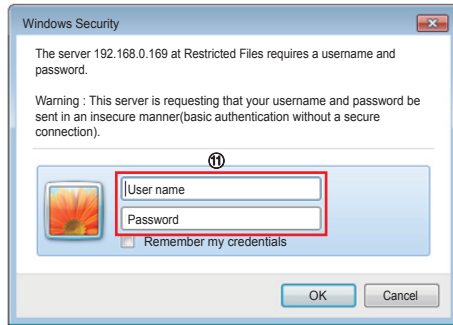 Windows Security
The server 192.168.0.169 at Restricted Files requires a username and
password.
Warning : This server is requesting that your username and password be
sent in an insecure manner(basic authentication without a secure
connection).
⑪
User name
Password
Remember my credentials
OK Cancel